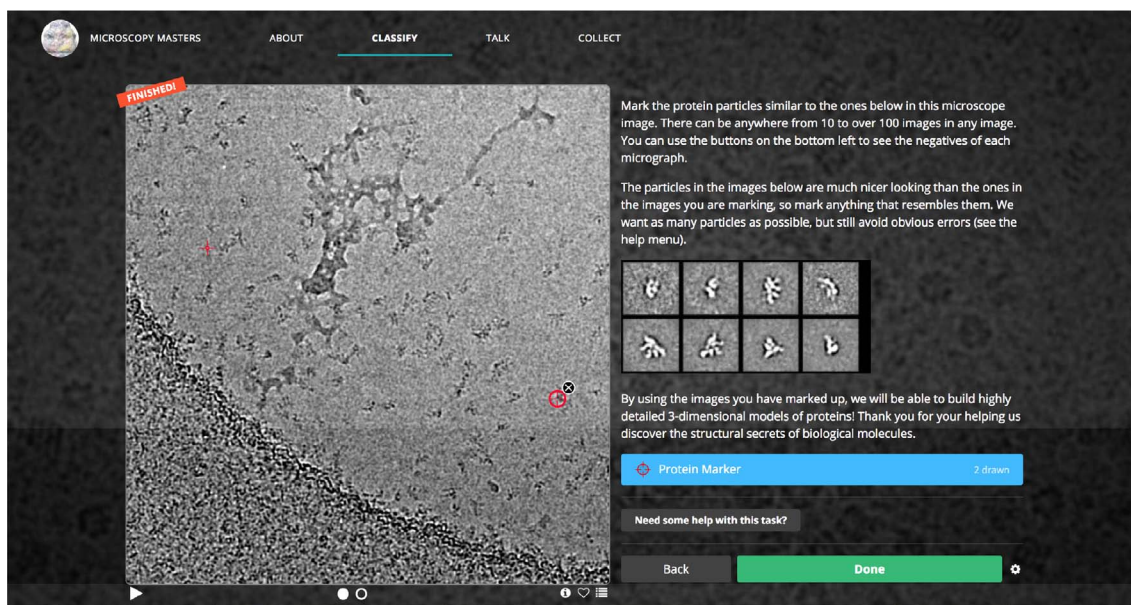 MICROSCOPY MASTERS ABOUT CLASSIFY TALK COLLECT
FINISHED!
Mark the protein particles similar to the ones below in this microscope
image. There can be anywhere from 10 to over 100 images in any image.
You can use the buttons on the bottom left to see the negatives of each
micrograph.
The particles in the images below are much nicer looking than the ones in
the images you are marking, so mark anything that resembles them. We
want as many particles as possible, but still avoid obvious errors (see the
help menu).
By using the images you have marked up, we will be able to build highly
detailed 3-dimensional models of proteins! Thank you for your helping us
discover the structural secrets of biological molecules.
Protein Marker 2 drawn
Need some help with this task?
Back Done